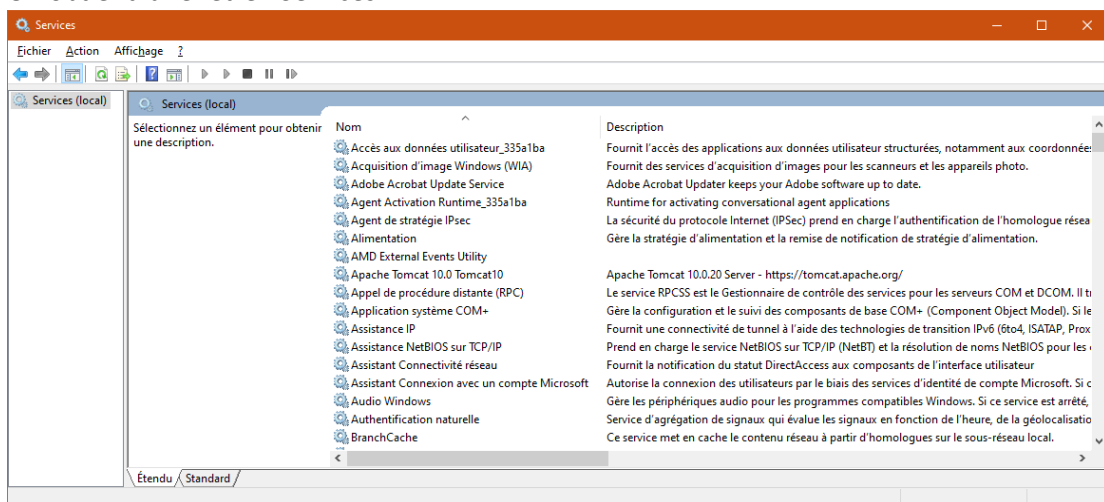 Services
Fichier Action Affichage ?
Services (local)
Services (local)
Sélectionnez un élément pour obtenir
une description.
Nom Description
Accès aux données utilisateur_335a1ba Fournit l'accès des applications aux données utilisateur structurées, notamment aux coordonnée
Acquisition d'image Windows (WIA) Fournit des services d'acquisition d'images pour les scanneurs et les appareils photo.
Adobe Acrobat Update Service Adobe Acrobat Updater keeps your Adobe software up to date.
Agent Activation Runtime_335a1ba Runtime for activating conversational agent applications
Agent de stratégie IPsec La sécurité du protocole Internet (IPSec) prend en charge l'authentification de l'homologue résea
Alimentation Gère la stratégie d'alimentation et la remise de notification de stratégie d'alimentation.
AMD External Events Utility
Apache Tomcat 10.0 Tomcat10 Apache Tomcat 10.0.20 Server - https://tomcat.apache.org/
Appel de procédure distante (RPC) Le service RPCSS est le Gestionnaire de contrôle des services pour les serveurs COM et DCOM. Il
Application système COM+ Gère la configuration et le suivi des composants de base COM+ (Component Object Model). Si le
Assistance IP Fournit une connectivité de tunnel à l'aide des technologies de transition IPv6 (6to4, ISATAP, Prox
Assistance NetBIOS sur TCP/IP Prend en charge le service NetBIOS sur TCP/IP (NetBT) et la résolution de noms NetBIOS pour les
Assistant Connectivité réseau Fournit la notification du statut DirectAccess aux composants de l'interface utilisateur
Assistant Connexion avec un compte Microsoft Autorise la connexion des utilisateurs par le biais des services d'identité de compte Microsoft. Si
Audio Windows Gère les périphériques audio pour les programmes compatibles Windows. Si ce service est arrêté,
Authentification naturelle Service d'agrégation de signaux qui évalue les signaux en fonction de l'heure, de la géolocalisatio
BranchCache Ce service met en cache le contenu réseau à partir d'homologues sur le sous-réseau local.
Étendu Standard